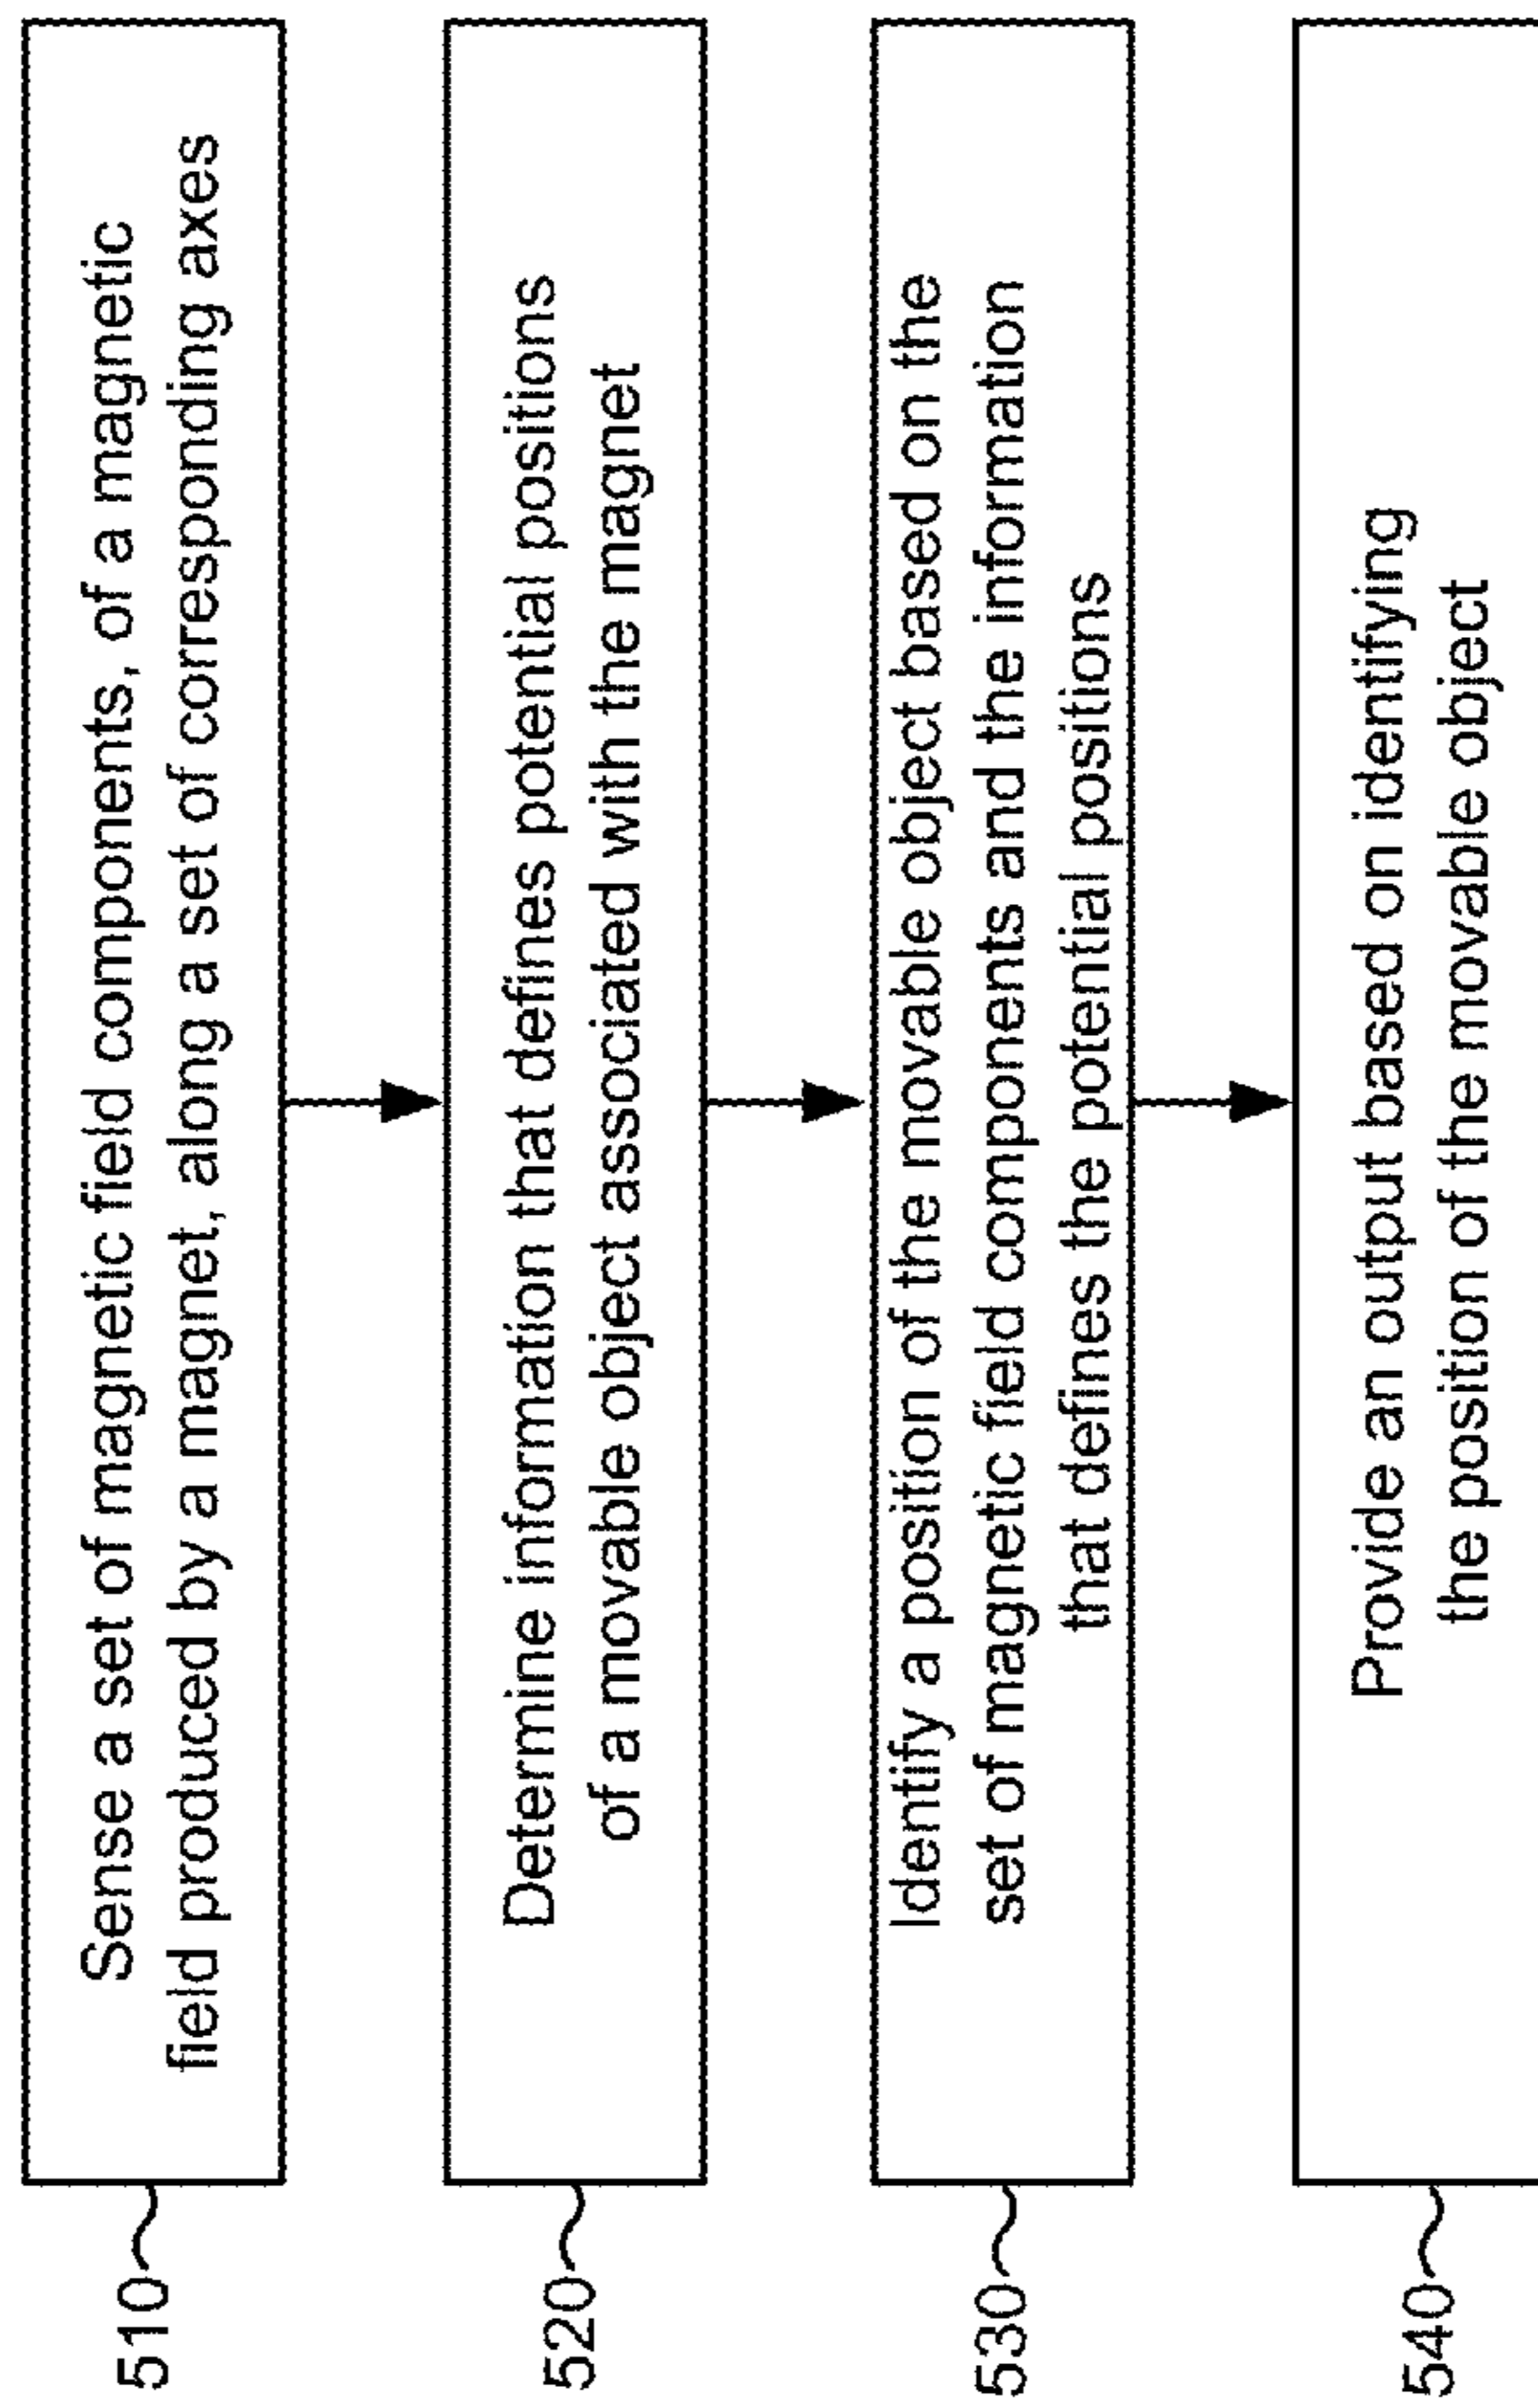 510
Sense a set of magnetic field components, of a magnetic
field produced by a magnet, along a set of corresponding axes
520
Determine information that defines potential positions
of a movable object associated with the magnet
530
Identify a position of the movable object based on the
set of magnetic field components and the information
that defines the potential positions
540
Provide an output based on identifying
the position of the movable object